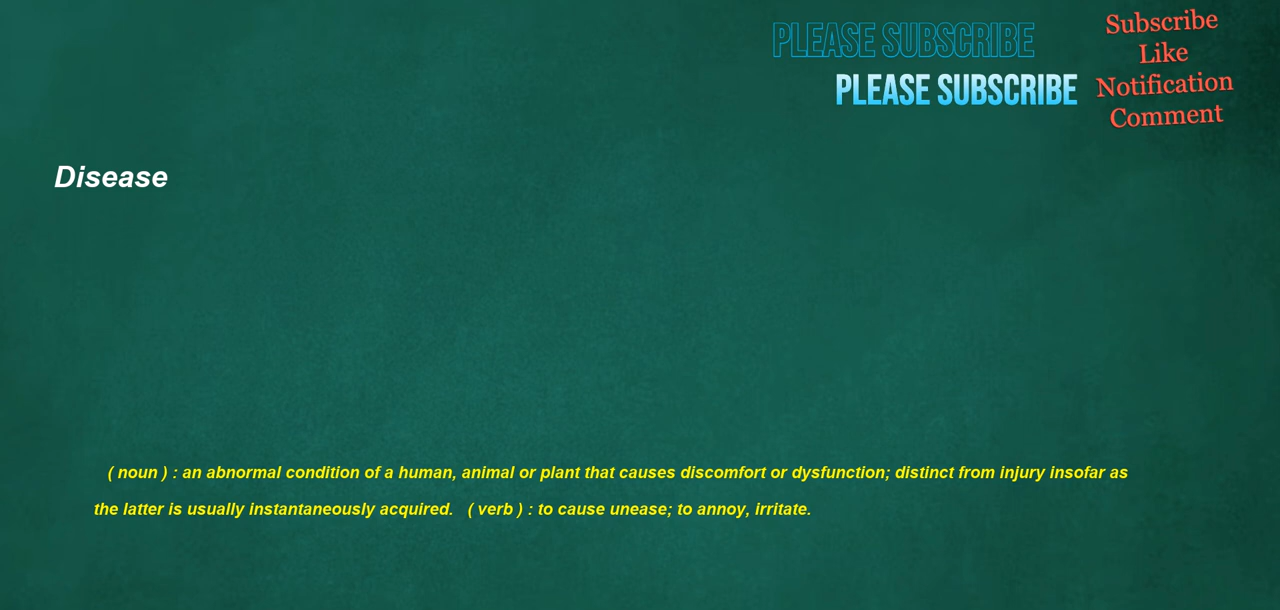 PLEASE SUBSCRIBE
PLEASE SUBSCRIBE
Subscribe
Like
Notification
Comment
Disease
( noun ) : an abnormal condition of a human, animal or plant that causes discomfort or dysfunction; distinct from injury insofar as
the latter is usually instantaneously acquired. ( verb ) : to cause unease; to annoy, irritate.